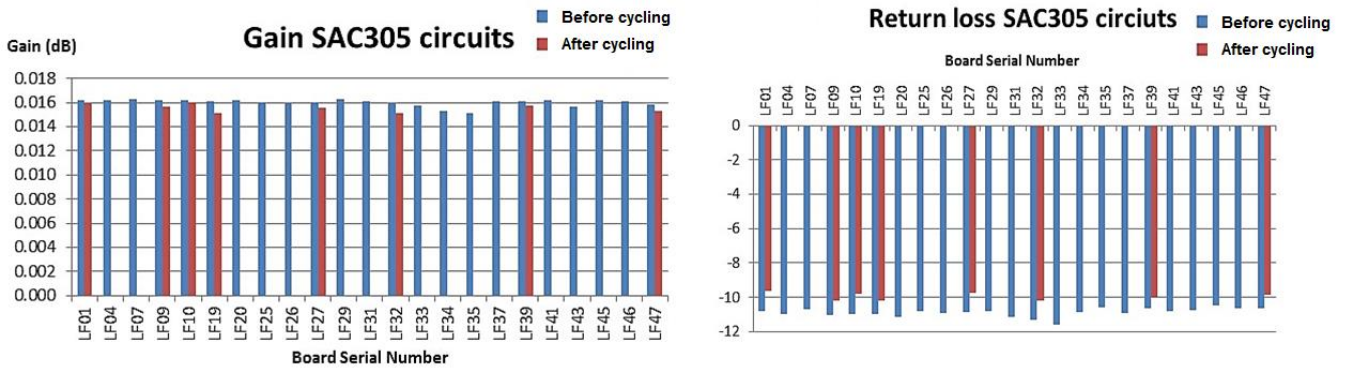 Gain (dB)
Gain SAC305 circuits
Before cycling
After cycling
0.018
0.016
0.014
0.012
0.010
0.008
0.006
0.004
0.002
0.000
LF01 LF04 LF07 LF09 LF10 LF19 LF20 LF25 LF26 LF27 LF29 LF31 LF32 LF33 LF34 LF35 LF37 LF39 LF41 LF43 LF45 LF46 LF47
Board Serial Number
Return loss SAC305 circiuts
Before cycling
After cycling
Board Serial Number
LF01 LF04 LF07 LF09 LF10 LF19 LF20 LF25 LF26 LF27 LF29 LF31 LF32 LF33 LF34 LF35 LF37 LF39 LF41 LF43 LF45 LF46 LF47
0
-2
-4
-6
-8
-10
-12